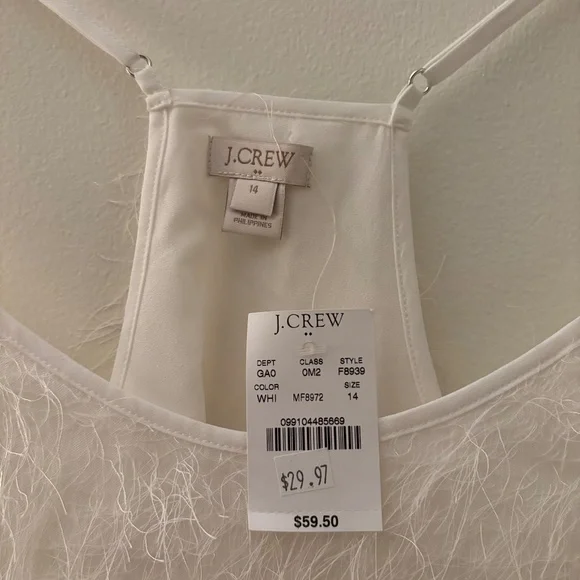 J.CREW
14
MADE IN
PHILIPPINES
J.CREW
DEPT CLASS STYLE
GA0 0M2 F8939
COLOR SIZE
WHI MF8972 14
099104485669
$29.97
$59.50